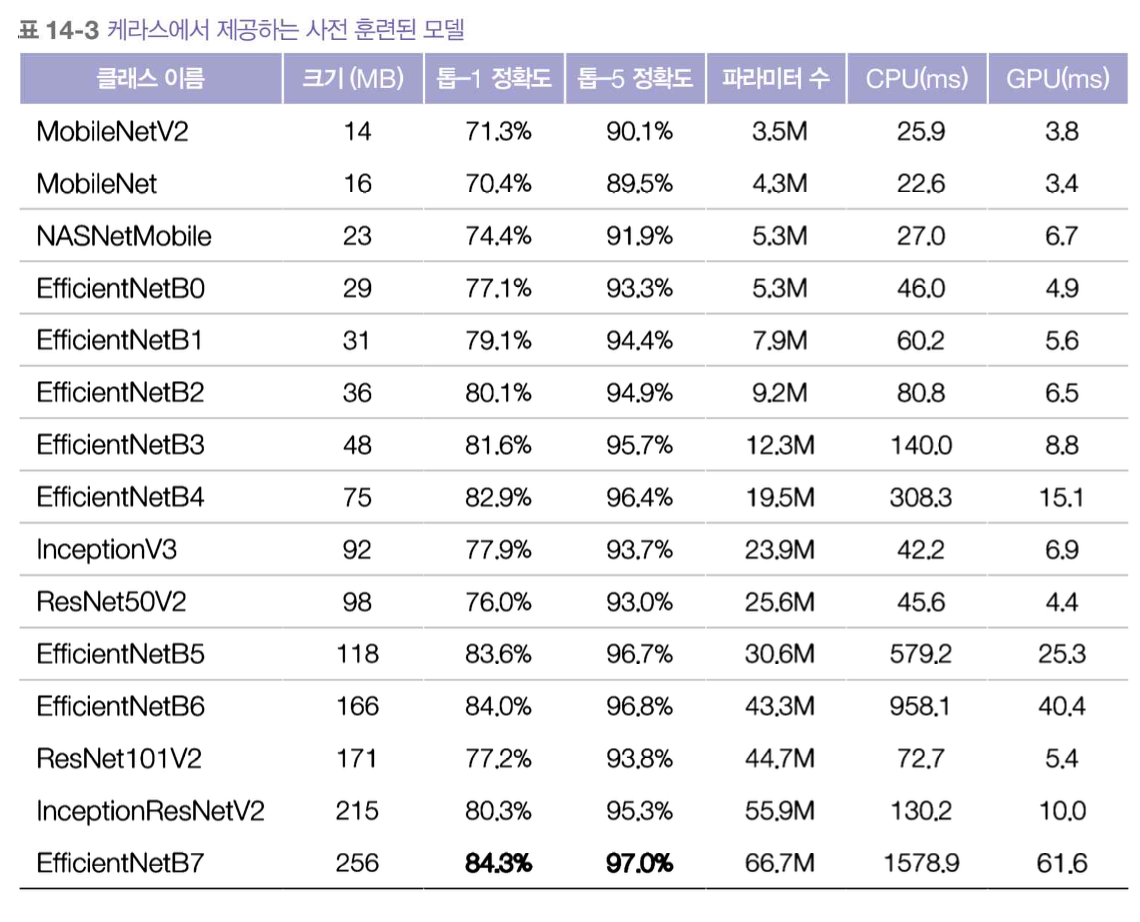 표 14-3 케라스에서 제공하는 사전 훈련된 모델
클래스 이름 크기 (MB) 톱-1 정확도 톱-5 정확도 파라미터 수 CPU(ms) GPU(ms)
MobileNetV2 14 71.3% 90.1% 3.5M 25.9 3.8
MobileNet 16 70.4% 89.5% 4.3M 22.6 3.4
NASNetMobile 23 74.4% 91.9% 5.3M 27.0 6.7
EfficientNetB0 29 77.1% 93.3% 5.3M 46.0 4.9
EfficientNetB1 31 79.1% 94.4% 7.9M 60.2 5.6
EfficientNetB2 36 80.1% 94.9% 9.2M 80.8 6.5
EfficientNetB3 48 81.6% 95.7% 12.3M 140.0 8.8
EfficientNetB4 75 82.9% 96.4% 19.5M 308.3 15.1
InceptionV3 92 77.9% 93.7% 23.9M 42.2 6.9
ResNet50V2 98 76.0% 93.0% 25.6M 45.6 4.4
EfficientNetB5 118 83.6% 96.7% 30.6M 579.2 25.3
EfficientNetB6 166 84.0% 96.8% 43.3M 958.1 40.4
ResNet101V2 171 77.2% 93.8% 44.7M 72.7 5.4
InceptionResNetV2 215 80.3% 95.3% 55.9M 130.2 10.0
EfficientNetB7 256 84.3% 97.0% 66.7M 1578.9 61.6